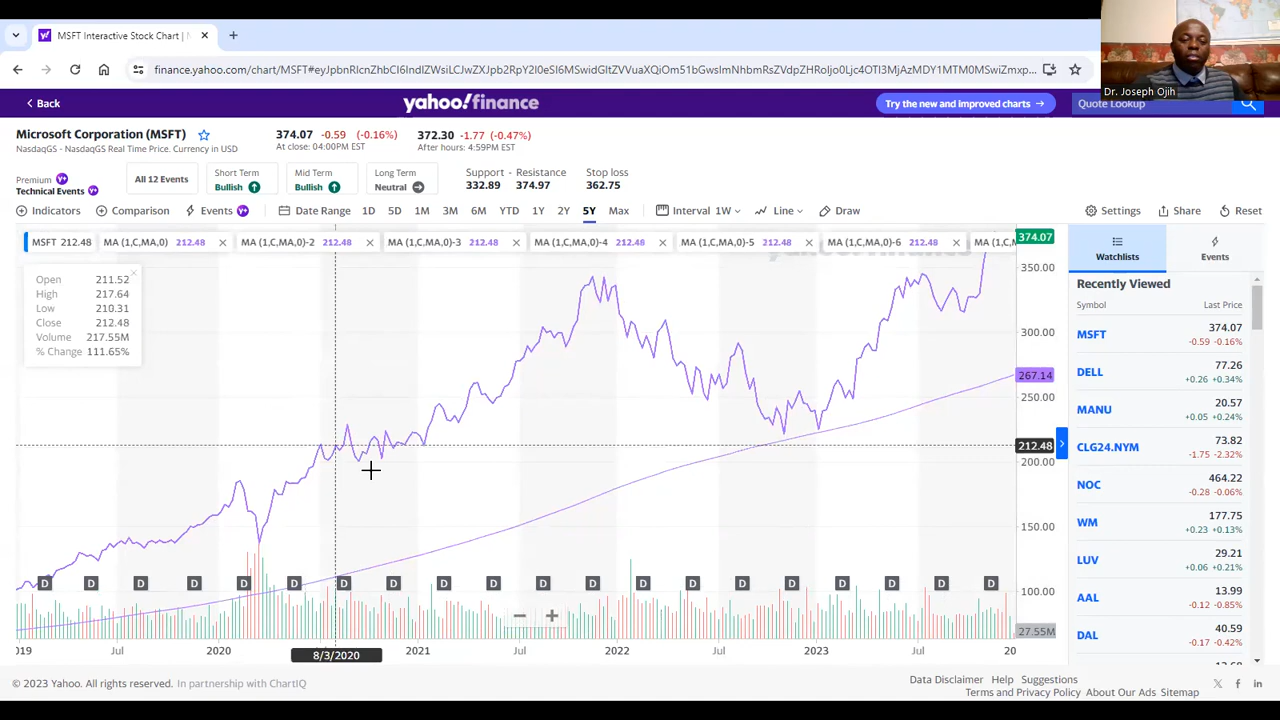 MSFT Interactive Stock Chart | M
finance.yahoo.com/chart/MSFT#
Dr. Joseph Ojih
Back
yahoo!finance
Try the new and improved charts →
Quote Lookup
Microsoft Corporation (MSFT)
NasdaqGS - NasdaqGS Real Time Price. Currency in USD
374.07 -0.59 (-0.16%)
At close: 04:00PM EST
372.30 -1.77 (-0.47%)
After hours: 4:59PM EST
Premium Y+
Technical Events Y+
All 12 Events
Short Term
Bullish
Mid Term
Bullish
Long Term
Neutral
Support - Resistance
332.89 374.97
Stop loss
362.75
Indicators
Comparison
Events Y+
Date Range
1D 5D 1M 3M 6M YTD 1Y 2Y 5Y Max
Interval 1W
Line
Draw
Settings
Share
Reset
MSFT 212.48
MA (1,C,MA,0) 212.48
MA (1,C,MA,0)-2 212.48
MA (1,C,MA,0)-3 212.48
MA (1,C,MA,0)-4 212.48
MA (1,C,MA,0)-5 212.48
MA (1,C,MA,0)-6 212.48
MA (1,C,M
Open 211.52
High 217.64
Low 210.31
Close 212.48
Volume 217.55M
% Change 111.65%
374.07
350.00
300.00
267.14
250.00
212.48
200.00
150.00
100.00
27.55M
D D D D D D D D D D D D D D D D D D D D
2019 Jul 2020 8/3/2020 2021 Jul 2022 Jul 2023 Jul 20
Watchlists
Events
Recently Viewed
Symbol Last Price
MSFT 374.07
-0.59 -0.16%
DELL 77.26
+0.26 +0.34%
MANU 20.57
+0.05 +0.24%
CLG24.NYM 73.82
-1.75 -2.32%
NOC 464.22
-0.28 -0.06%
WM 177.75
+0.23 +0.13%
LUV 29.21
+0.06 +0.21%
AAL 13.99
-0.12 -0.85%
DAL 40.59
-0.17 -0.42%
© 2023 Yahoo. All rights reserved. In partnership with ChartIQ
Data Disclaimer Help Suggestions
Terms and Privacy Policy About Our Ads Sitemap